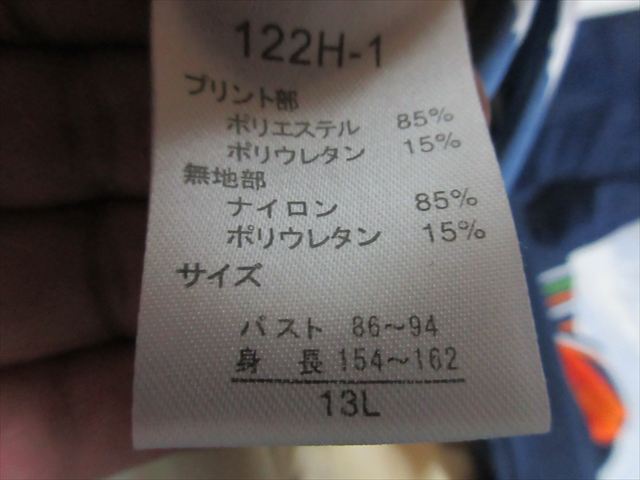 122H-1
プリント部
ポリエステル 85%
ポリウレタン 15%
無地部
ナイロン 85%
ポリウレタン 15%
サイズ
バスト 86〜94
身長 154〜162
13L